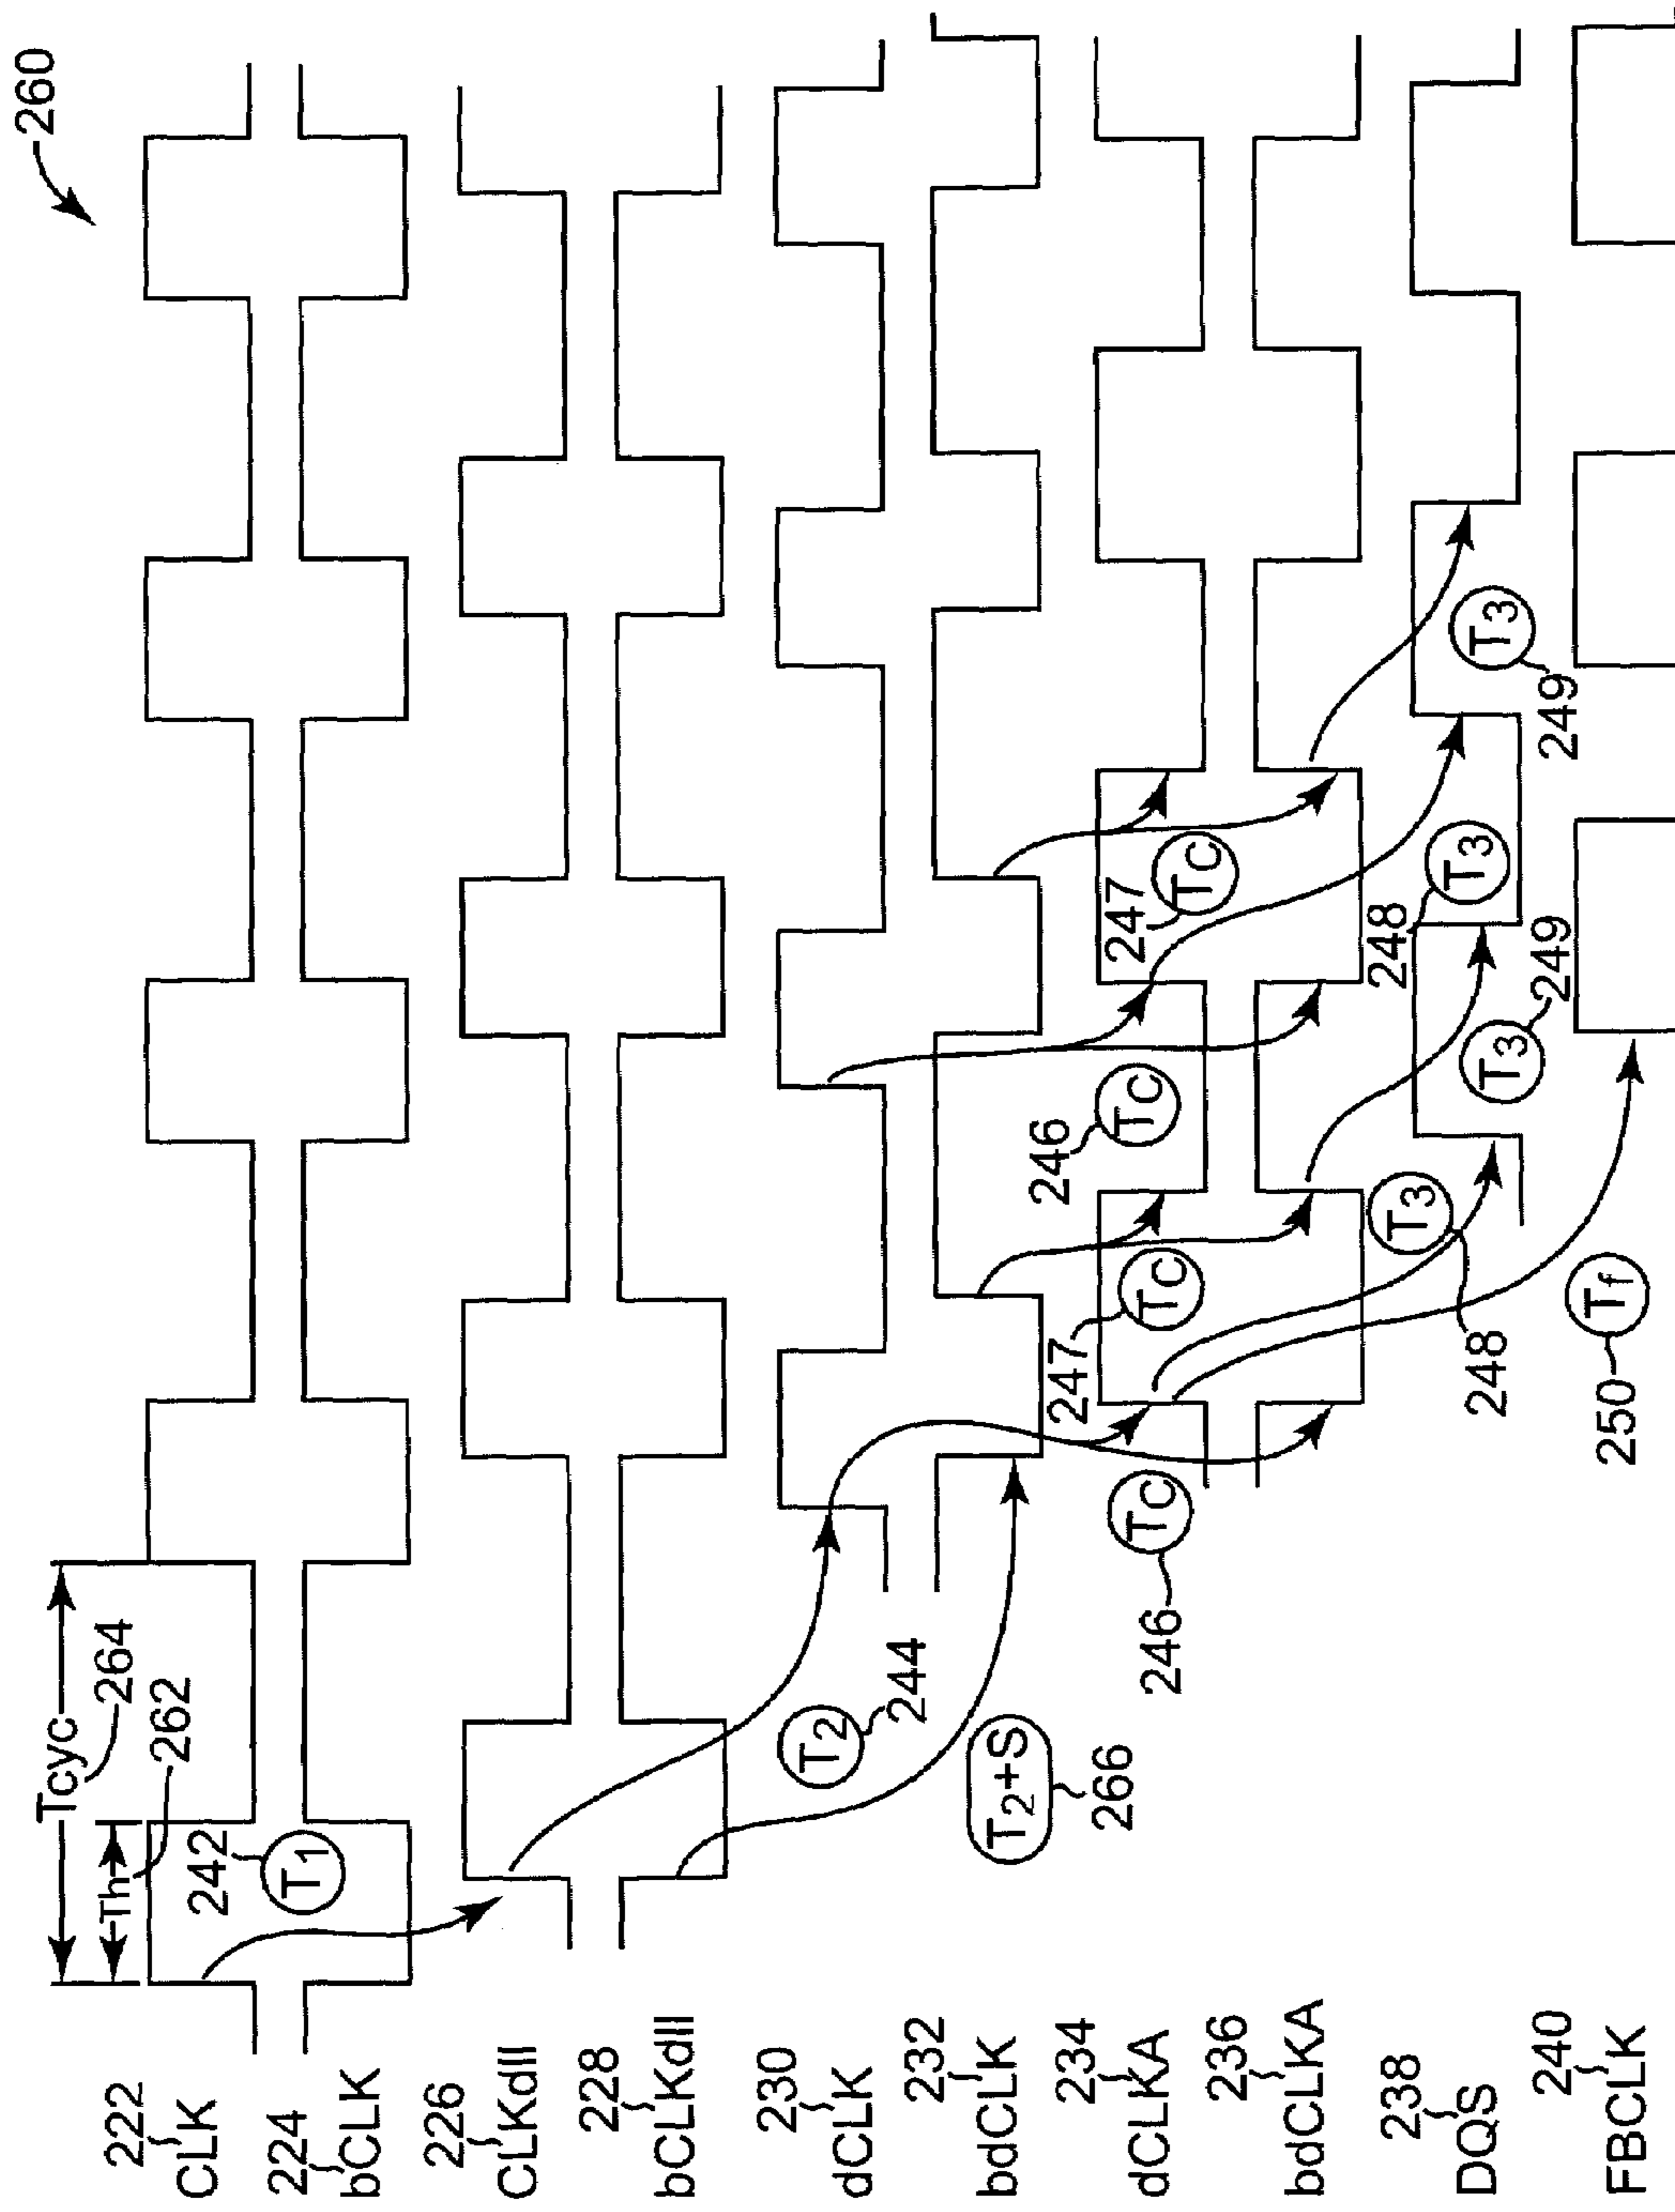 260
Tcyc
264
Th
262
222
CLK
242
T1
224
bCLK
226
CLKdll
228
bCLKdll
230
dCLK
T2
244
232
bdCLK
T2+S
266
234
dCLKA
246
TC
247
TC
246
TC
247
TC
236
bdCLKA
238
DQS
248
T3
249
T3
248
T3
249
T3
240
FBCLK
250
Tf